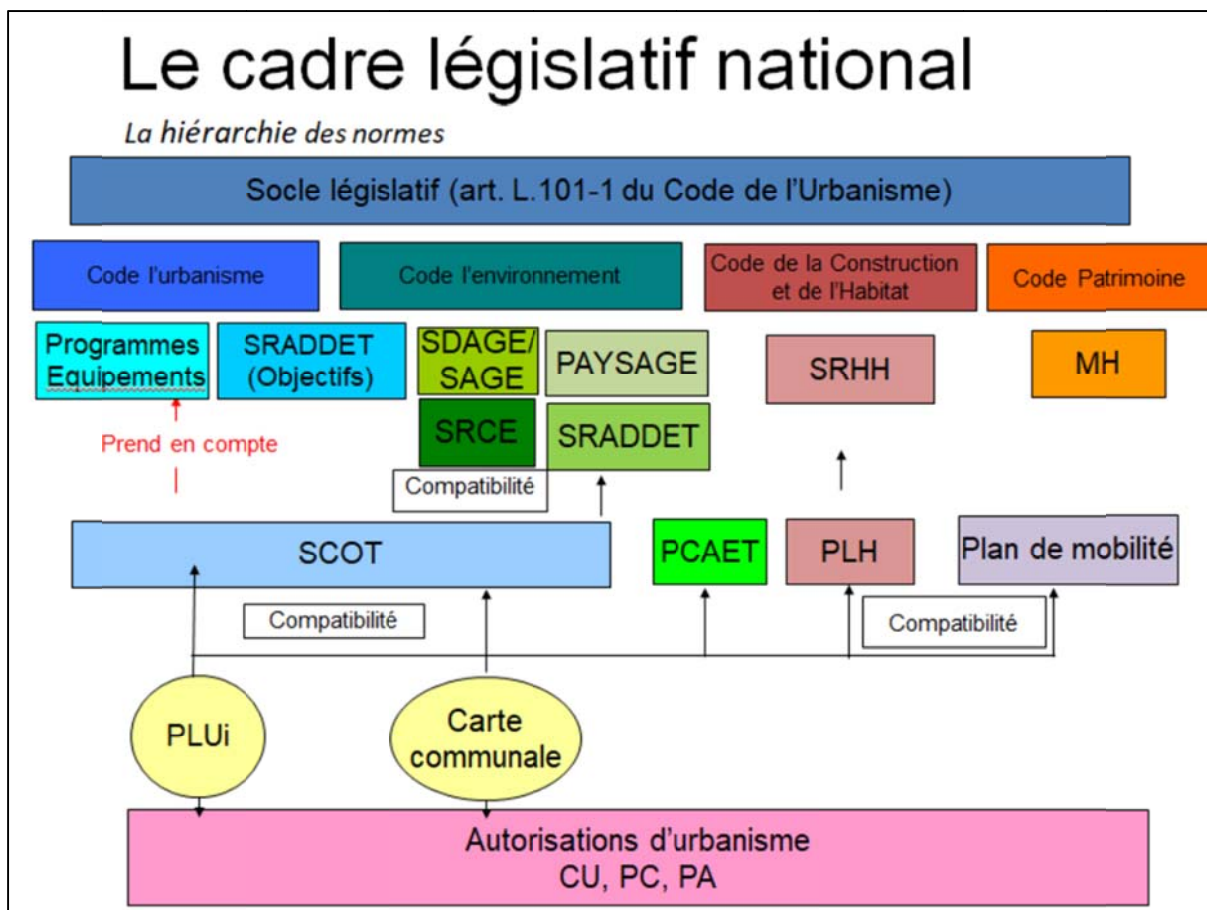 Le cadre législatif national
La hiérarchie des normes
Socle législatif (art. L.101-1 du Code de l'Urbanisme)
Code l'urbanisme
Code l'environnement
Code de la Construction
et de l'Habitat
Code Patrimoine
Programmes
Equipements
SRADDET
(Objectifs)
SDAGE/
SAGE
PAYSAGE
SRHH
MH
SRCE
SRADDET
Prend en compte
Compatibilité
SCOT
PCAET
PLH
Plan de mobilité
Compatibilité
Compatibilité
PLUi
Carte
communale
Autorisations d'urbanisme
CU, PC, PA